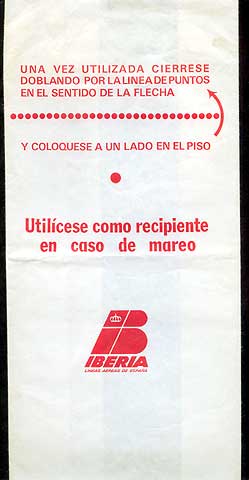 UNA VEZ UTILIZADA CIERRESE
DOBLANDO POR LA LINEA DE PUNTOS
EN EL SENTIDO DE LA FLECHA
Y COLOQUESE A UN LADO EN EL PISO
Utilícese como recipiente
en caso de mareo
IB
IBERIA
LINEAS AEREAS DE ESPAÑA